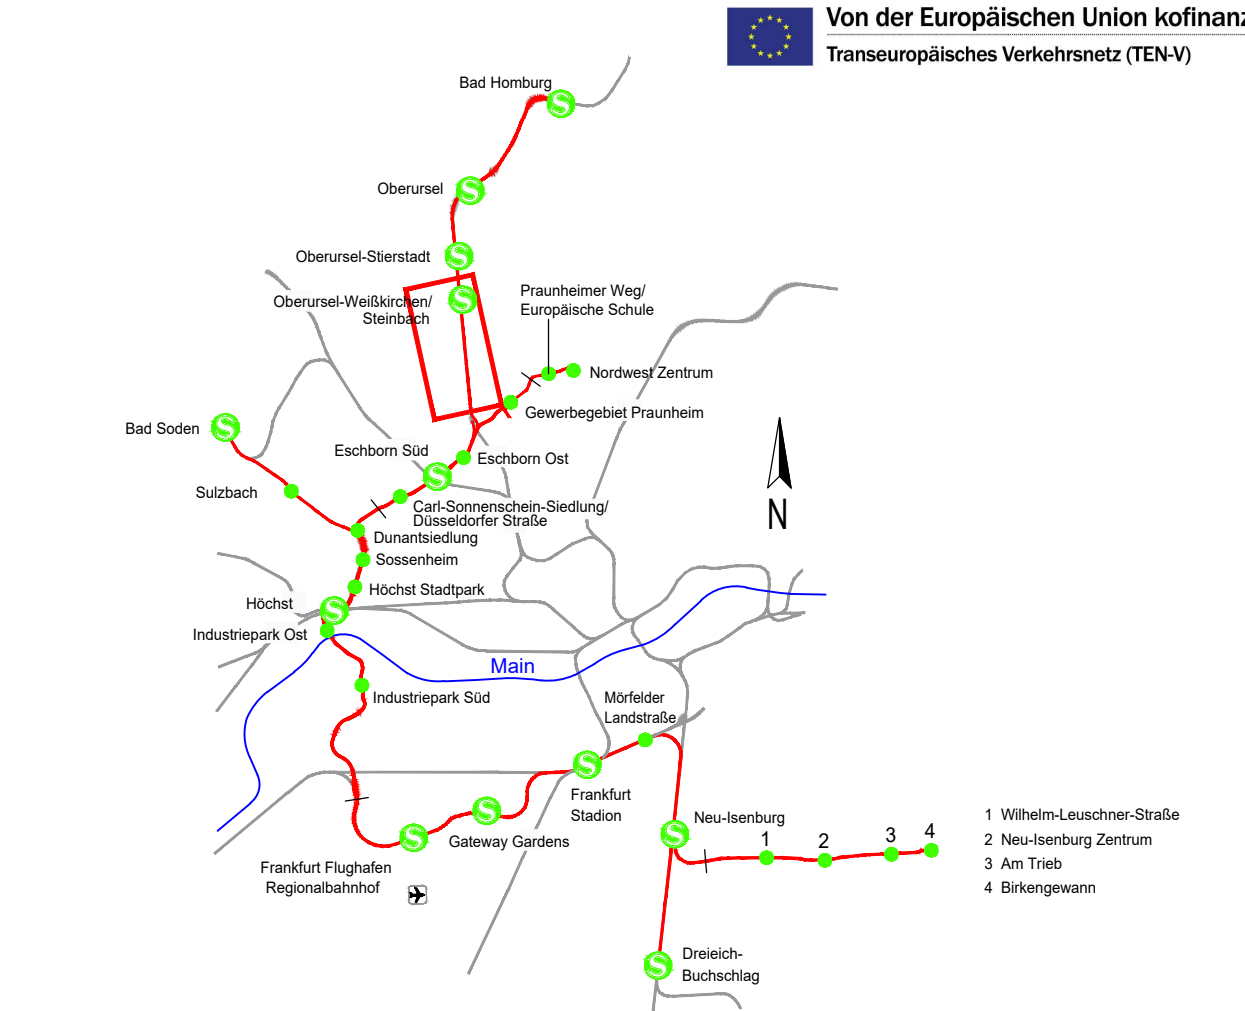 Von der Europäischen Union kofinanz
Transeuropäisches Verkehrsnetz (TEN-V)
Bad Homburg
S
Oberursel
S
Oberursel-Stierstadt
S
Oberursel-Weißkirchen/
Steinbach
S
Praunheimer Weg/
Europäische Schule
Nordwest Zentrum
Gewerbegebiet Praunheim
Bad Soden
S
Eschborn Süd
S
Eschborn Ost
Sulzbach
Carl-Sonnenschein-Siedlung/
Düsseldorfer Straße
Dunantsiedlung
Sossenheim
N
Höchst Stadtpark
Höchst
S
Industriepark Ost
Main
Industriepark Süd
Mörfelder
Landstraße
S
Frankfurt
Stadion
S
Gateway Gardens
S
Frankfurt Flughafen
Regionalbahnhof
Neu-Isenburg
S
1
2
3
4
1 Wilhelm-Leuschner-Straße
2 Neu-Isenburg Zentrum
3 Am Trieb
4 Birkengewann
S
Dreieich-
Buchschlag